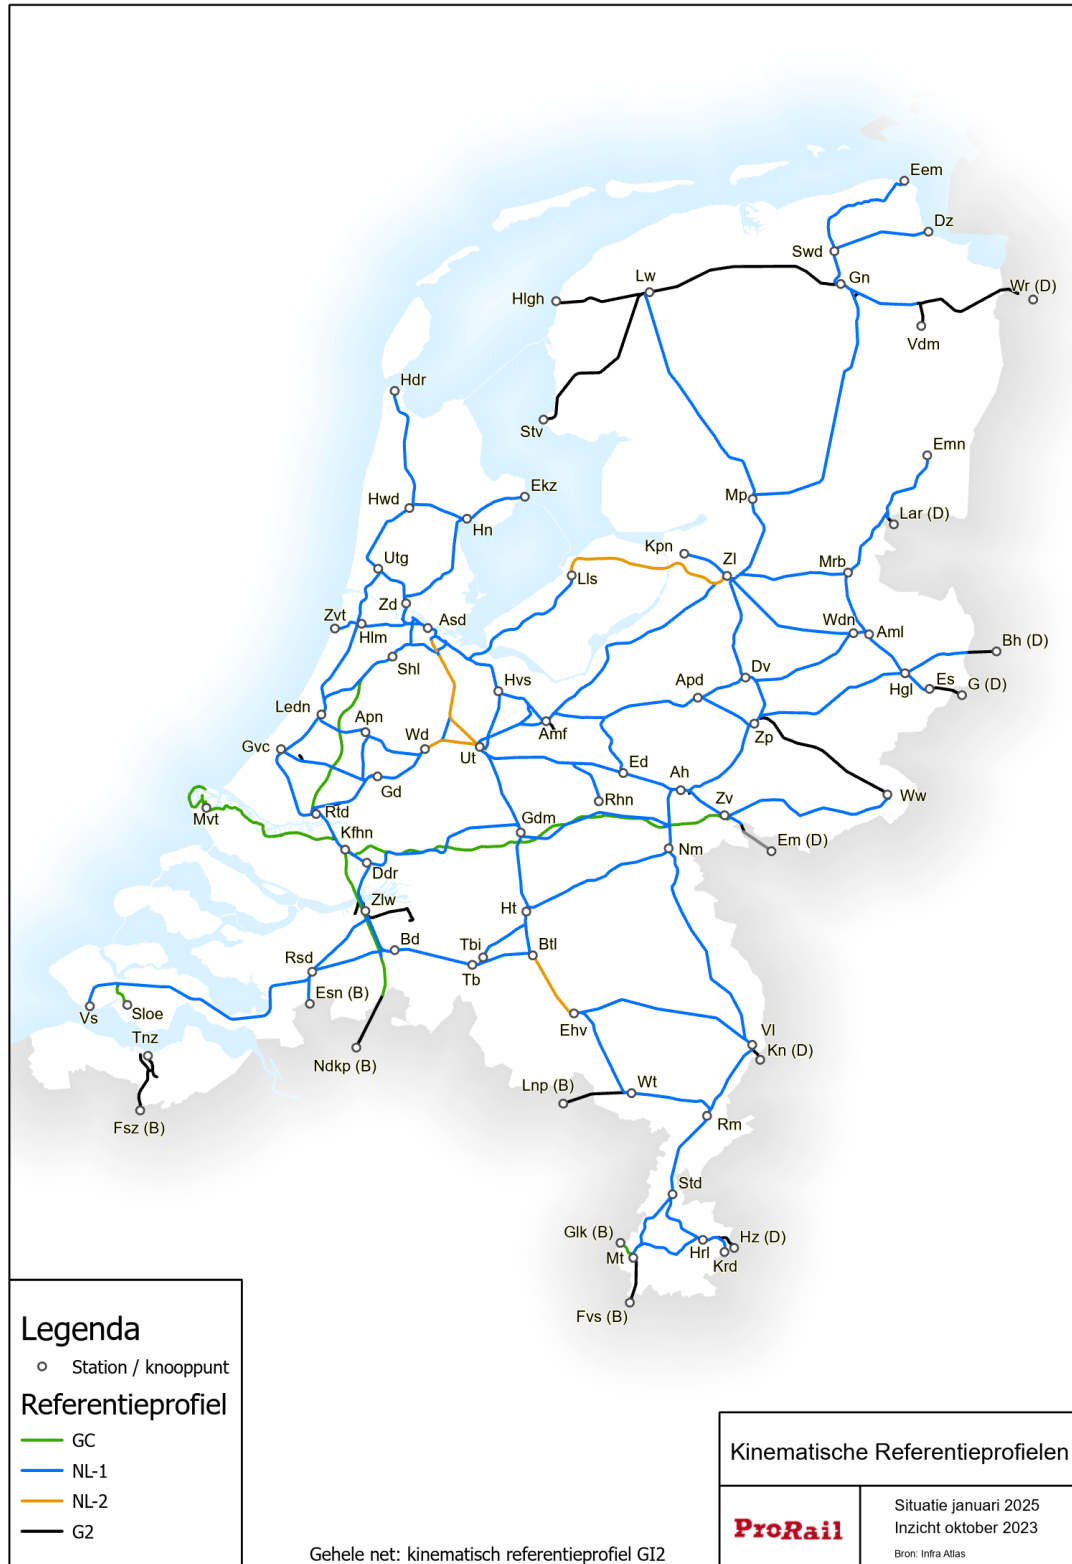 Eem
Dz
Swd
Gn
Lw
Wr (D)
Hlgh
Vdm
Hdr
Stv
Emn
Ekz
Mp
Hwd
Lar (D)
Hn
Kpn
Zl
Utg
Mrb
Lls
Zd
Zvt
Asd
Wdn
Hlm
Aml
Bh (D)
Shl
Dv
Es
Hvs
Apd
Hgl
G (D)
Ledn
Apn
Amf
Zp
Wd
Gvc
Ut
Ed
Ah
Gd
Rhn
Zv
Ww
Mvt
Rtd
Gdm
Kfhn
Em (D)
Nm
Ddr
Zlw
Ht
Bd
Tbi
Btl
Rsd
Tb
Esn (B)
Vs
Sloe
Ehv
Tnz
Vl
Ndkp (B)
Kn (D)
Lnp (B)
Wt
Fsz (B)
Rm
Std
Glk (B)
Hz (D)
Mt
Hrl
Krd
Fvs (B)
Legenda
Station / knooppunt
Referentieprofiel
GC
NL-1
NL-2
G2
Gehele net: kinematisch referentieprofiel GI2
Kinematische Referentieprofielen
ProRail
Situatie januari 2025
Inzicht oktober 2023
Bron: Infra Atlas